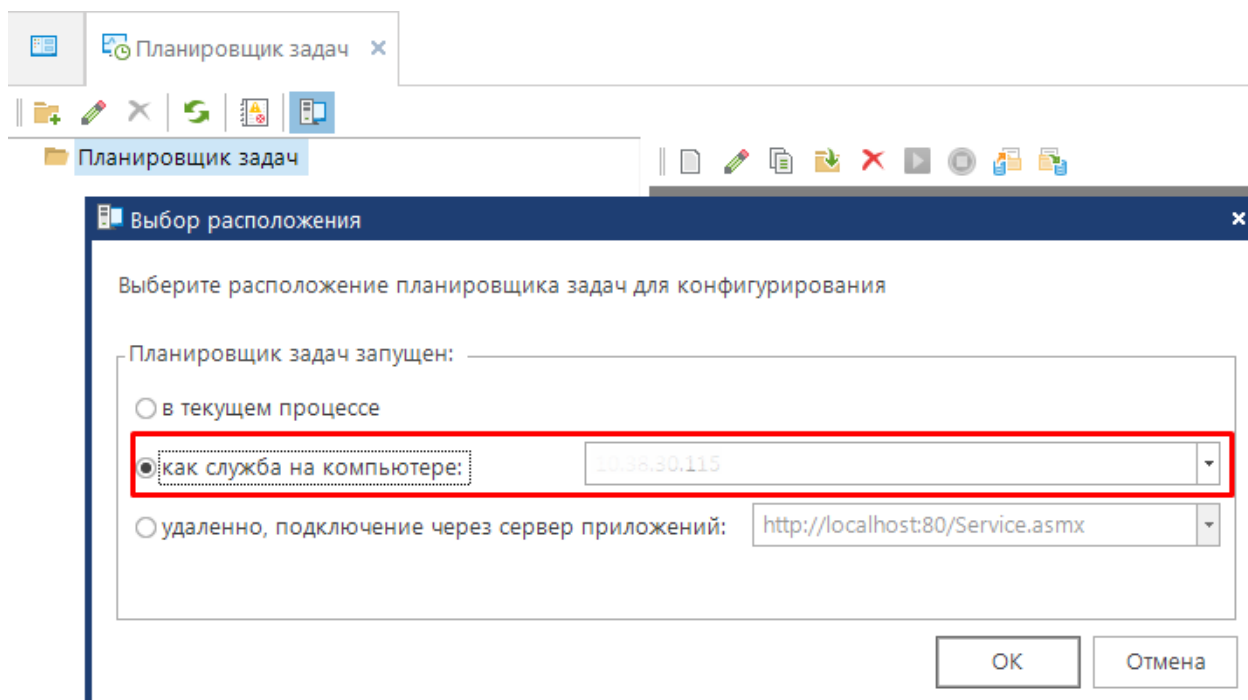 Планировщик задач
Планировщик задач
Выбор расположения
Выберите расположение планировщика задач для конфигурирования
Планировщик задач запущен:
в текущем процессе
как служба на компьютере:
удаленно, подключение через сервер приложений: http://localhost:80/Service.asmx
ОК Отмена